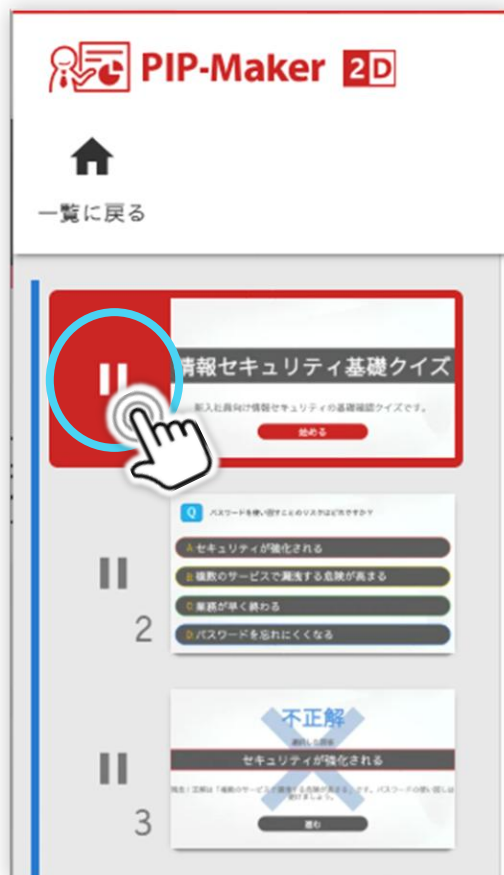 PIP-Maker 2D
一覧に戻る
情報セキュリティ基礎クイズ
新入社員向け情報セキュリティの基礎確認クイズです。
始める
Q パスワードを使い回すことのリスクはどれですか？
A セキュリティが強化される
B 複数のサービスで漏洩する危険が高まる
C 業務が早く終わる
D パスワードを忘れにくくなる
2
不正解
選択した回答
セキュリティが強化される
進む
3